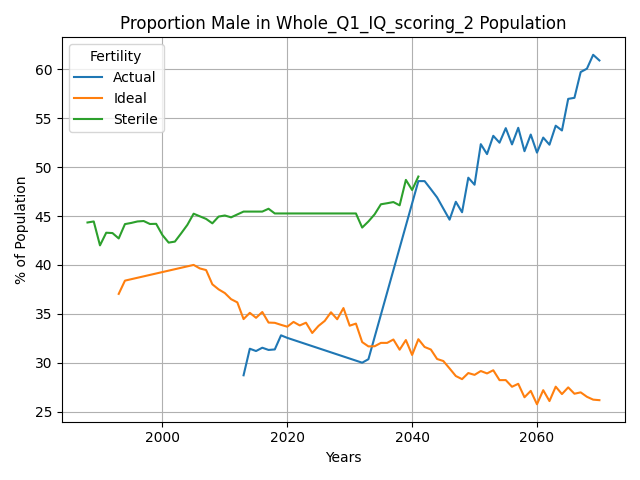 Proportion Male in Whole_Q1_IQ_scoring_2 Population
Fertility
Actual
Ideal
Sterile
% of Population
60
55
50
45
40
35
30
25
2000
2020
2040
2060
Years